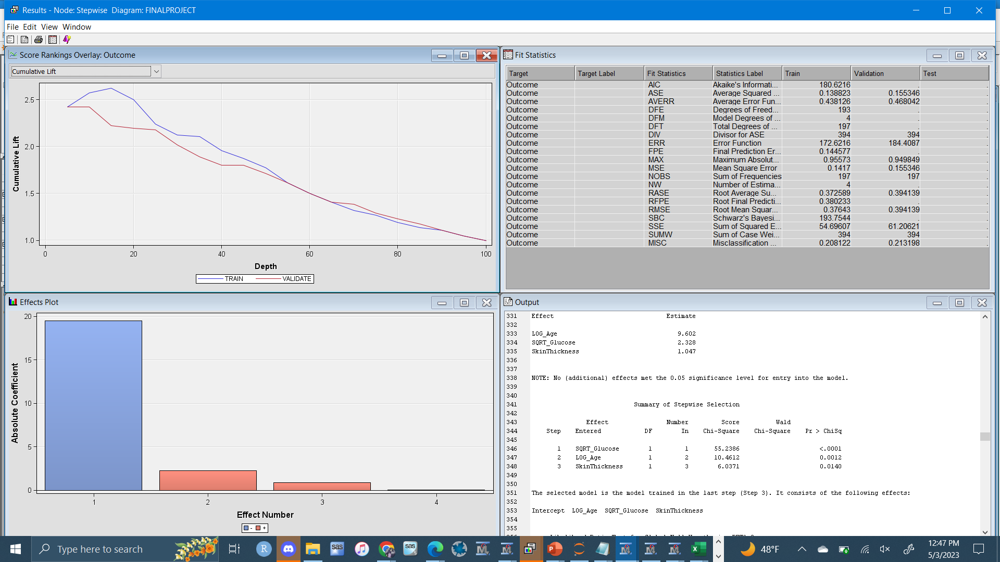 Results - Node: Stepwise  Diagram: FINALPROJECT
File Edit View Window
Score Rankings Overlay: Outcome
Cumulative Lift
Cumulative Lift
2.5
2.0
1.5
1.0
0 20 40 60 80 100
Depth
TRAIN VALIDATE
Fit Statistics
Target Target Label Fit Statistics Statistics Label Train Validation Test
Outcome AIC Akaike's Informati... 180.6216 . .
Outcome ASE Average Squared ... 0.138823 0.155346 .
Outcome AVERR Average Error Fun... 0.438126 0.468042 .
Outcome DFE Degrees of Freed... 193 . .
Outcome DFM Model Degrees of ... 4 . .
Outcome DFT Total Degrees of ... 197 . .
Outcome DIV Divisor for ASE 394 394 .
Outcome ERR Error Function 172.6216 184.4087 .
Outcome FPE Final Prediction Er... 0.144577 . .
Outcome MAX Maximum Absolut... 0.95573 0.949849 .
Outcome MSE Mean Square Error 0.1417 0.155346 .
Outcome NOBS Sum of Frequencies 197 197 .
Outcome NW Number of Estima... 4 . .
Outcome RASE Root Average Su... 0.372589 0.394139 .
Outcome RFPE Root Final Predicti... 0.380233 . .
Outcome RMSE Root Mean Squar... 0.37643 0.394139 .
Outcome SBC Schwarz's Bayesi... 193.7544 . .
Outcome SSE Sum of Squared E... 54.69607 61.20621 .
Outcome SUMW Sum of Case Wei... 394 394 .
Outcome MISC Misclassification ... 0.208122 0.213198 .
Effects Plot
Absolute Coefficient
20
15
10
5
0
1 2 3 4
Effect Number
- +
Output
331 Effect Estimate
332
333 LOG_Age 9.602
334 SQRT_Glucose 2.328
335 SkinThickness 1.047
336
337
338 NOTE: No (additional) effects met the 0.05 significance level for entry into the model.
339
340
341 Summary of Stepwise Selection
342
343 Effect Number Score Wald
344 Step Entered DF In Chi-Square Chi-Square Pr > ChiSq
345
346 1 SQRT_Glucose 1 1 55.2386 <.0001
347 2 LOG_Age 1 2 10.4612 0.0012
348 3 SkinThickness 1 3 6.0371 0.0140
349
350
351 The selected model is the model trained in the last step (Step 3). It consists of the following effects:
352
353 Intercept LOG_Age SQRT_Glucose SkinThickness
354
355
Type here to search
R
sas
sas
48°F
12:47 PM
5/3/2023